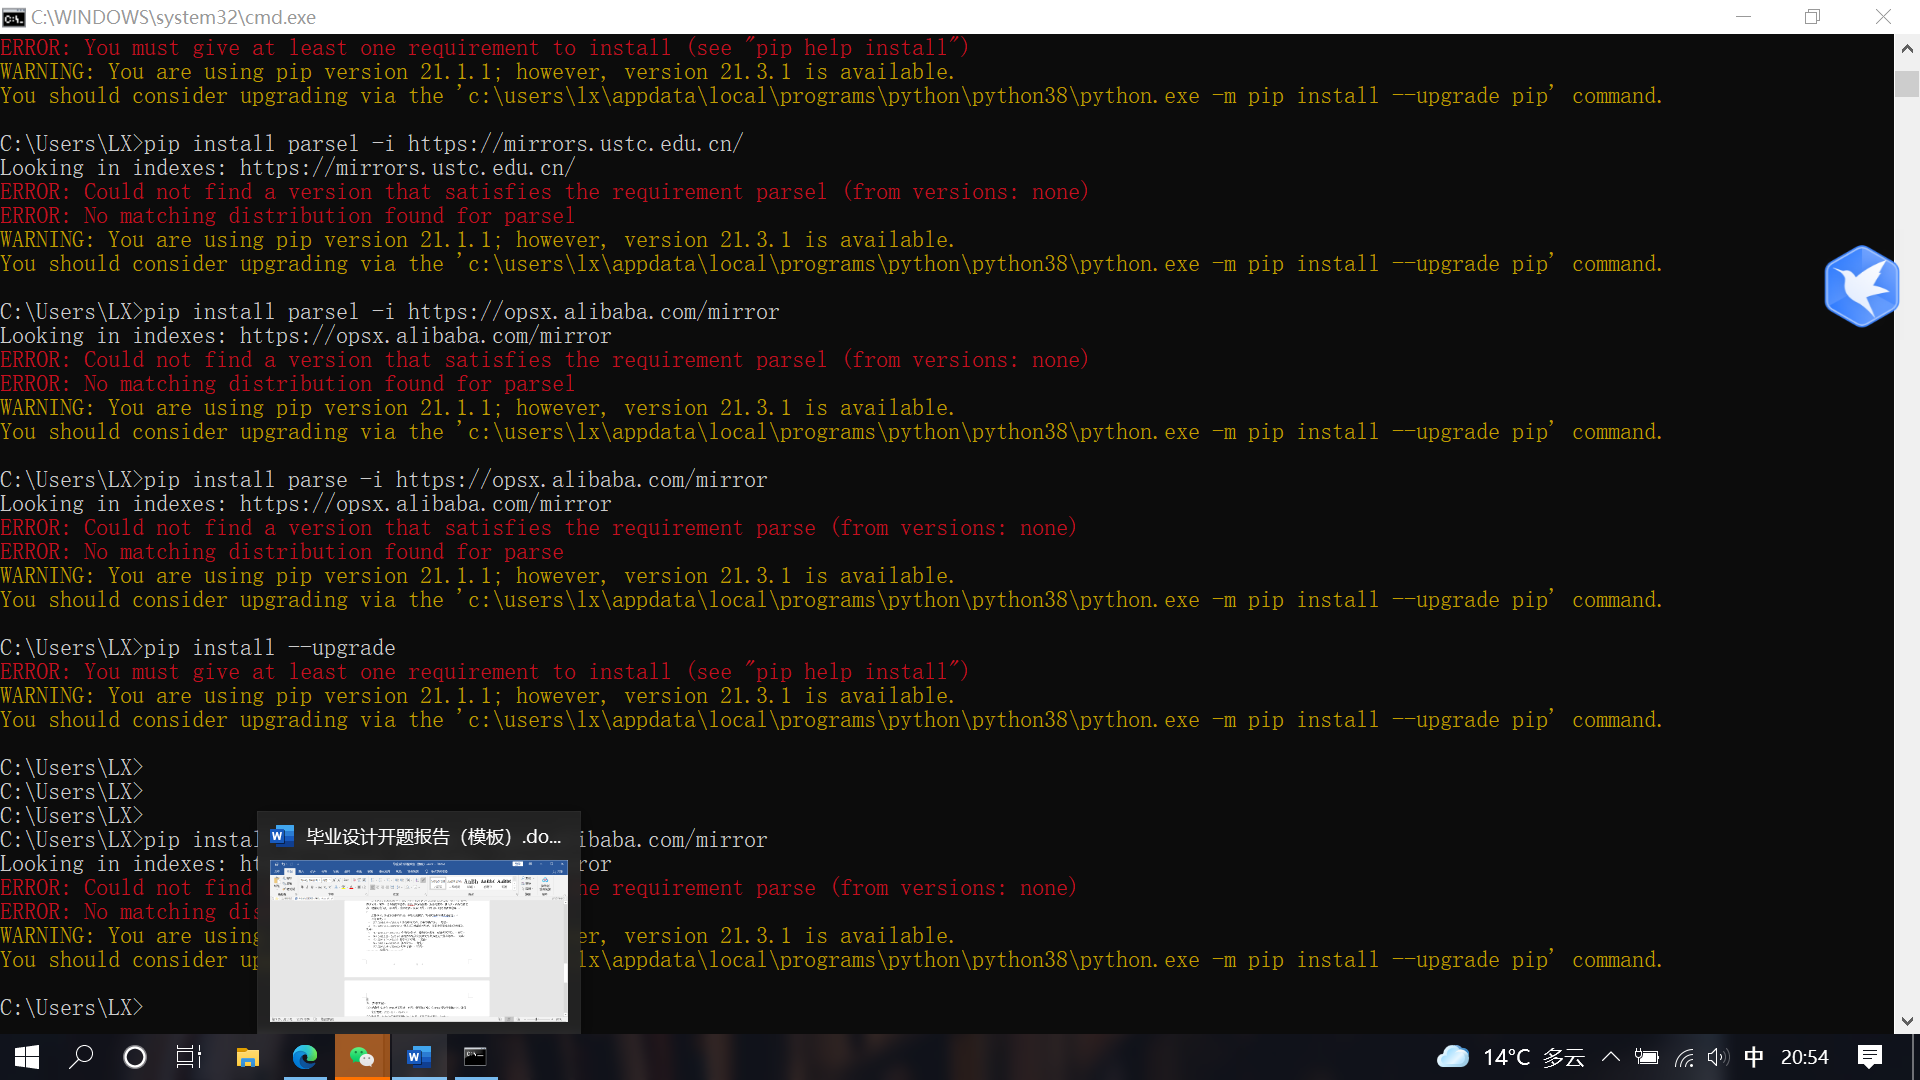 C:\WINDOWS\system32\cmd.exe
ERROR: You must give at least one requirement to install (see "pip help install")
WARNING: You are using pip version 21.1.1; however, version 21.3.1 is available.
You should consider upgrading via the 'c:\users\lx\appdata\local\programs\python\python38\python.exe -m pip install --upgrade pip' command.
C:\Users\LX>pip install parsel -i https://mirrors.ustc.edu.cn/
Looking in indexes: https://mirrors.ustc.edu.cn/
ERROR: Could not find a version that satisfies the requirement parsel (from versions: none)
ERROR: No matching distribution found for parsel
WARNING: You are using pip version 21.1.1; however, version 21.3.1 is available.
You should consider upgrading via the 'c:\users\lx\appdata\local\programs\python\python38\python.exe -m pip install --upgrade pip' command.
C:\Users\LX>pip install parsel -i https://opsx.alibaba.com/mirror
Looking in indexes: https://opsx.alibaba.com/mirror
ERROR: Could not find a version that satisfies the requirement parsel (from versions: none)
ERROR: No matching distribution found for parsel
WARNING: You are using pip version 21.1.1; however, version 21.3.1 is available.
You should consider upgrading via the 'c:\users\lx\appdata\local\programs\python\python38\python.exe -m pip install --upgrade pip' command.
C:\Users\LX>pip install parse -i https://opsx.alibaba.com/mirror
Looking in indexes: https://opsx.alibaba.com/mirror
ERROR: Could not find a version that satisfies the requirement parse (from versions: none)
ERROR: No matching distribution found for parse
WARNING: You are using pip version 21.1.1; however, version 21.3.1 is available.
You should consider upgrading via the 'c:\users\lx\appdata\local\programs\python\python38\python.exe -m pip install --upgrade pip' command.
C:\Users\LX>pip install --upgrade
ERROR: You must give at least one requirement to install (see "pip help install")
WARNING: You are using pip version 21.1.1; however, version 21.3.1 is available.
You should consider upgrading via the 'c:\users\lx\appdata\local\programs\python\python38\python.exe -m pip install --upgrade pip' command.
C:\Users\LX>
C:\Users\LX>
C:\Users\LX>
毕业设计开题报告（模板）.do...
C:\Users\LX>pip instal ibaba.com/mirror
Looking in indexes: ht ror
ERROR: Could not find ne requirement parse (from versions: none)
ERROR: No matching dis
WARNING: You are using er, version 21.3.1 is available.
You should consider up lx\appdata\local\programs\python\python38\python.exe -m pip install --upgrade pip' command.
C:\Users\LX>
14°C 多云 中 20:54